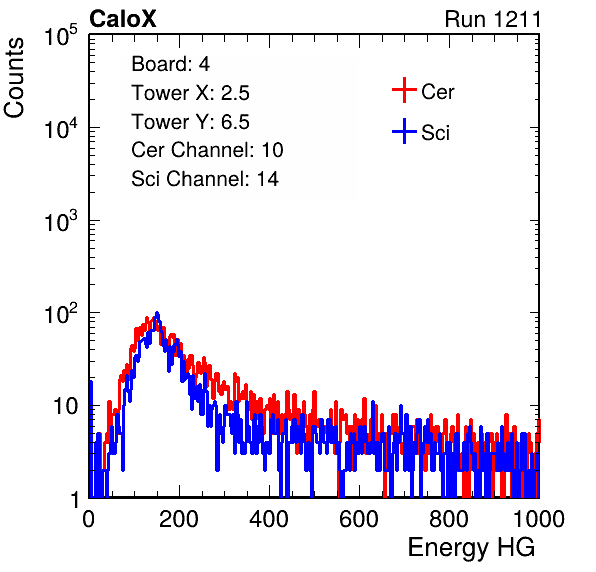 CaloX Run 1211
Counts
Board: 4
Tower X: 2.5
Tower Y: 6.5
Cer Channel: 10
Sci Channel: 14
Cer
Sci
10^5
10^4
10^3
10^2
10
1
0 200 400 600 800 1000
Energy HG